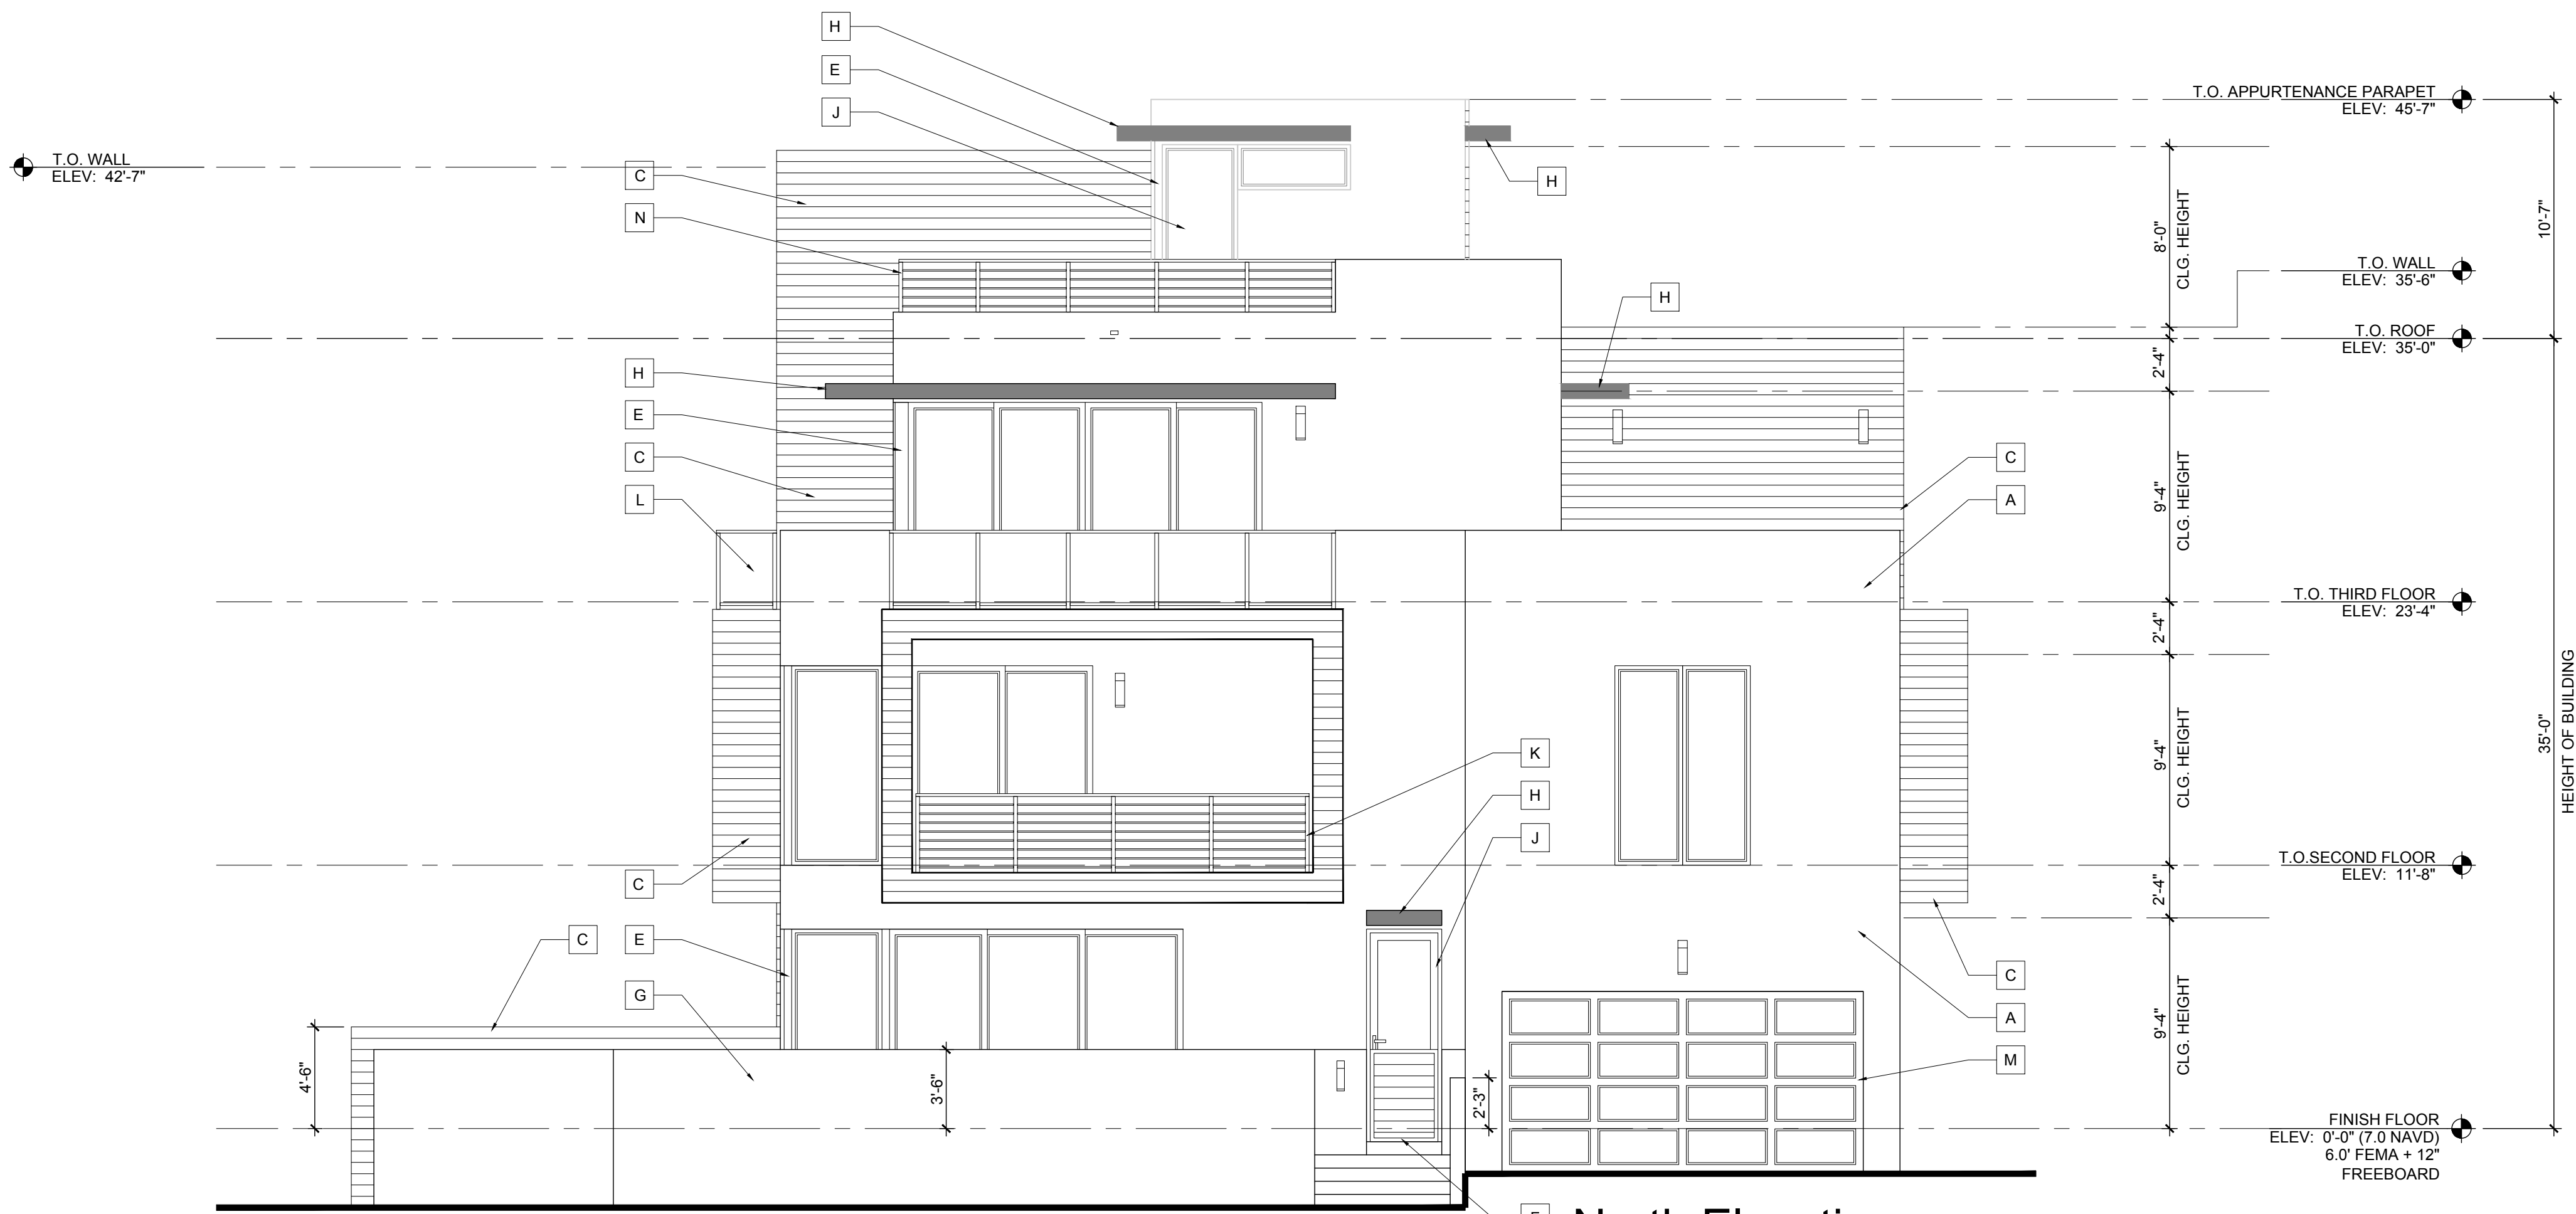 H
E
J
T.O. APPURTENANCE PARAPET
ELEV: 45'-7"
T.O. WALL
ELEV: 42'-7"
C
N
H
8'-0"
CLG. HEIGHT
10'-7"
T.O. WALL
ELEV: 35'-6"
H
T.O. ROOF
ELEV: 35'-0"
2'-4"
H
H
E
C
L
C
A
9'-4"
CLG. HEIGHT
T.O. THIRD FLOOR
ELEV: 23'-4"
2'-4"
9'-4"
CLG. HEIGHT
35'-0"
HEIGHT OF BUILDING
K
H
J
T.O.SECOND FLOOR
ELEV: 11'-8"
2'-4"
C
C
E
G
C
A
M
9'-4"
CLG. HEIGHT
4'-6"
3'-6"
2'-3"
FINISH FLOOR
ELEV: 0'-0" (7.0 NAVD)
6.0' FEMA + 12"
FREEBOARD
North